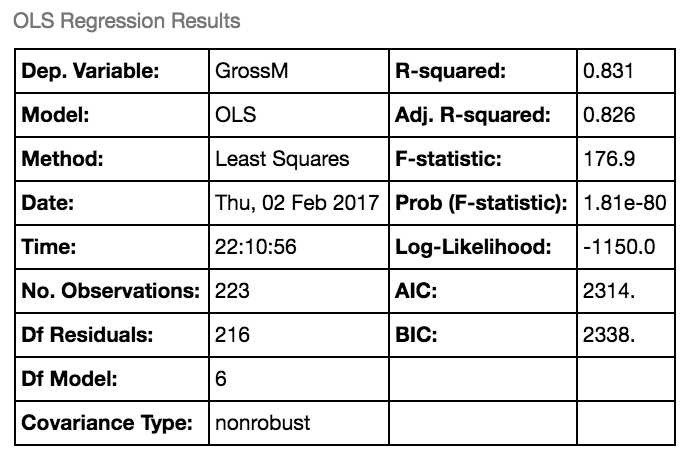 OLS Regression Results
Dep. Variable: GrossM R-squared: 0.831
Model: OLS Adj. R-squared: 0.826
Method: Least Squares F-statistic: 176.9
Date: Thu, 02 Feb 2017 Prob (F-statistic): 1.81e-80
Time: 22:10:56 Log-Likelihood: -1150.0
No. Observations: 223 AIC: 2314.
Df Residuals: 216 BIC: 2338.
Df Model: 6
Covariance Type: nonrobust